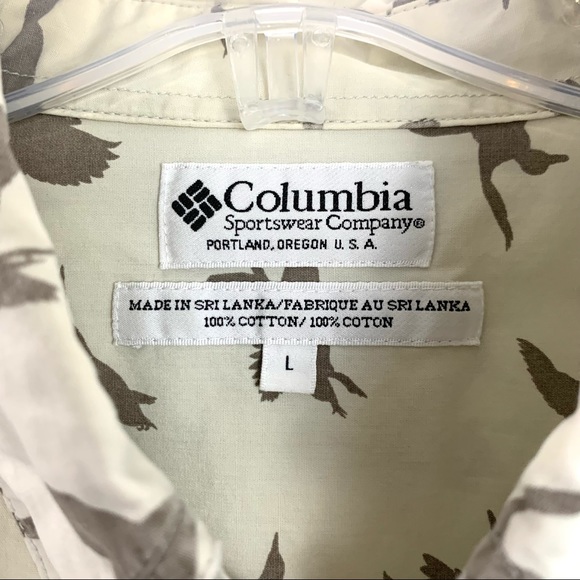 Columbia
Sportswear Company®
PORTLAND, OREGON U.S.A.
MADE IN SRI LANKA/FABRIQUE AU SRI LANKA
100% COTTON/ 100% COTON
L